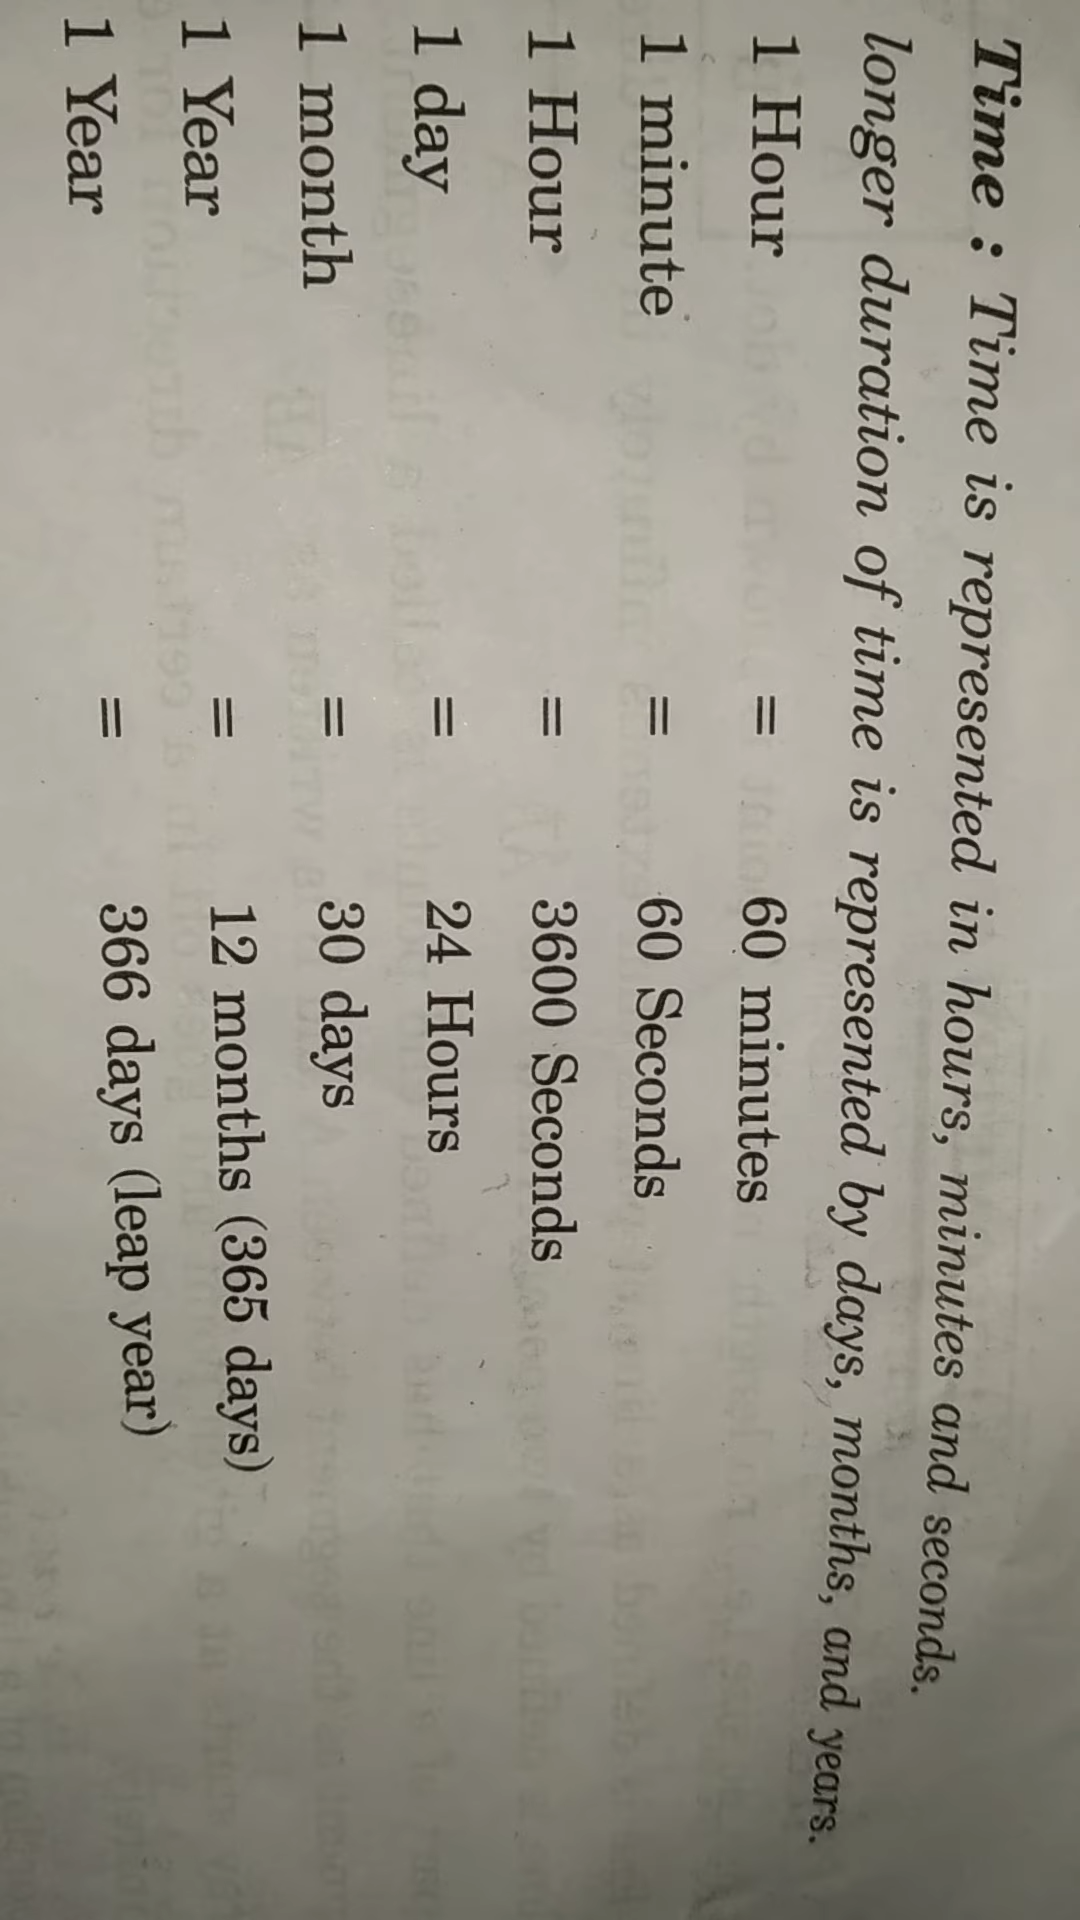 Time : Time is represented in hours, minutes and seconds.
longer duration of time is represented by days, months, and years.
1 Hour = 60 minutes
1 minute = 60 Seconds
1 Hour = 3600 Seconds
1 day = 24 Hours
1 month = 30 days
1 Year = 12 months (365 days)
1 Year = 366 days (leap year)